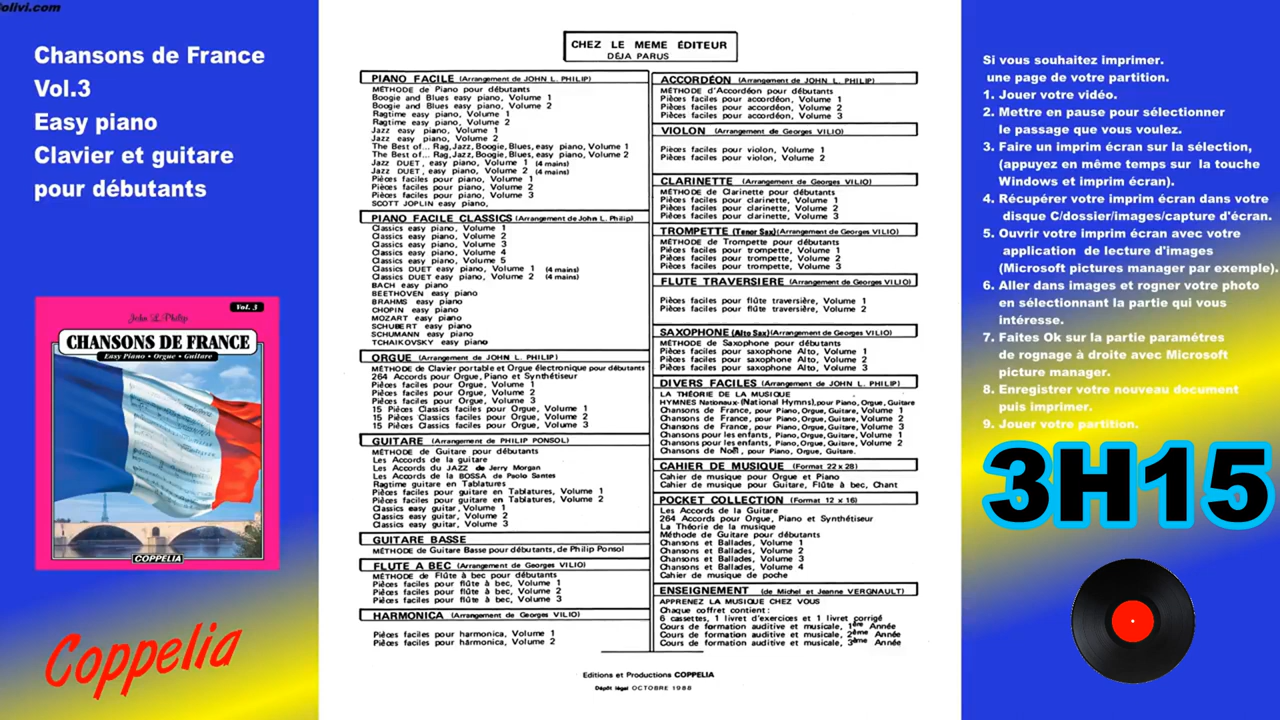 olivi.com
Chansons de France
Vol.3
Easy piano
Clavier et guitare
pour débutants
Vol. 3
John L. Philip
CHANSONS DE FRANCE
Easy Piano • Orgue • Guitare
COPPELIA
Coppelia
CHEZ LE MEME ÉDITEUR
DÉJA PARUS
PIANO FACILE (Arrangement de JOHN L. PHILIP)
MÉTHODE de Piano pour débutants
Boogie and Blues easy piano, Volume 1
Boogie and Blues easy piano, Volume 2
Ragtime easy piano, Volume 1
Ragtime easy piano, Volume 2
Jazz easy piano, Volume 1
Jazz easy piano, Volume 2
The Best of... Rag, Jazz, Boogie, Blues, easy piano, Volume 1
The Best of... Rag, Jazz, Boogie, Blues, easy piano, Volume 2
Jazz DUET, easy piano, Volume 1 (4 mains)
Jazz DUET, easy piano, Volume 2 (4 mains)
Pièces faciles pour piano, Volume 1
Pièces faciles pour piano, Volume 2
Pièces faciles pour piano, Volume 3
SCOTT JOPLIN easy piano,
PIANO FACILE CLASSICS (Arrangement de John L. Philip)
Classics easy piano, Volume 1
Classics easy piano, Volume 2
Classics easy piano, Volume 3
Classics easy piano, Volume 4
Classics easy piano, Volume 5
Classics DUET easy piano, Volume 1 (4 mains)
Classics DUET easy piano, Volume 2 (4 mains)
BACH easy piano
BEETHOVEN easy piano
BRAHMS easy piano
CHOPIN easy piano
MOZART easy piano
SCHUBERT easy piano
SCHUMANN easy piano
TCHAIKOVSKY easy piano
ORGUE (Arrangement de JOHN L. PHILIP)
MÉTHODE de Clavier portable et Orgue électronique pour débutants
264 Accords pour Orgue, Piano et Synthétiseur
Pièces faciles pour Orgue, Volume 1
Pièces faciles pour Orgue, Volume 2
Pièces faciles pour Orgue, Volume 3
15 Pièces Classics faciles pour Orgue, Volume 1
15 Pièces Classics faciles pour Orgue, Volume 2
15 Pièces Classics faciles pour Orgue, Volume 3
GUITARE (Arrangement de PHILIP PONSOL)
MÉTHODE de Guitare pour débutants
Les Accords de la guitare
Les Accords du JAZZ de Jerry Morgan
Les Accords de la BOSSA de Paolo Santes
Ragtime guitar en Tablatures
Pièces faciles pour guitare en Tablatures, Volume 1
Pièces faciles pour guitare en Tablatures, Volume 2
Classics easy guitar, Volume 1
Classics easy guitar, Volume 2
Classics easy guitar, Volume 3
GUITARE BASSE
MÉTHODE de Guitare Basse pour débutants, de Philip Ponsol
FLUTE A BEC (Arrangement de Georges VILIO)
MÉTHODE de Flûte à bec pour débutants
Pièces faciles pour flûte à bec, Volume 1
Pièces faciles pour flûte à bec, Volume 2
Pièces faciles pour flûte à bec, Volume 3
HARMONICA (Arrangement de Georges VILIO)
Pièces faciles pour harmonica, Volume 1
Pièces faciles pour harmonica, Volume 2
ACCORDÉON (Arrangement de JOHN L. PHILIP)
MÉTHODE d'Accordéon pour débutants
Pièces faciles pour accordéon, Volume 1
Pièces faciles pour accordéon, Volume 2
Pièces faciles pour accordéon, Volume 3
VIOLON (Arrangement de Georges VILIO)
Pièces faciles pour violon, Volume 1
Pièces faciles pour violon, Volume 2
CLARINETTE (Arrangement de Georges VILIO)
MÉTHODE de Clarinette pour débutants
Pièces faciles pour clarinette, Volume 1
Pièces faciles pour clarinette, Volume 2
Pièces faciles pour clarinette, Volume 3
TROMPETTE (Tenor Sax) (Arrangement de Georges VILIO)
MÉTHODE de Trompette pour débutants
Pièces faciles pour trompette, Volume 1
Pièces faciles pour trompette, Volume 2
Pièces faciles pour trompette, Volume 3
FLUTE TRAVERSIERE (Arrangement de Georges VILIO)
Pièces faciles pour flûte traversière, Volume 1
Pièces faciles pour flûte traversière, Volume 2
SAXOPHONE (Alto Sax) (Arrangement de Georges VILIO)
MÉTHODE de Saxophone pour débutants
Pièces faciles pour saxophone Alto, Volume 1
Pièces faciles pour saxophone Alto, Volume 2
Pièces faciles pour saxophone Alto, Volume 3
DIVERS FACILES (Arrangement de JOHN L. PHILIP)
LA THÉORIE DE LA MUSIQUE
HYMNES Nationaux-(National Hymns), pour Piano, Orgue, Guitare
Chansons de France, pour Piano, Orgue, Guitare, Volume 1
Chansons de France, pour Piano, Orgue, Guitare, Volume 2
Chansons de France, pour Piano, Orgue, Guitare, Volume 3
Chansons pour les enfants, Piano, Orgue, Guitare, Volume 1
Chansons pour les enfants, Piano, Orgue, Guitare, Volume 2
Chansons de Noël, pour Piano, Orgue, Guitare.
CAHIER DE MUSIQUE (Format 22 x 28)
Cahier de musique pour Orgue et Piano
Cahier de musique pour Guitare, Flûte à bec, Chant
POCKET COLLECTION (Format 12 x 16)
Les Accords de la Guitare
264 Accords pour Orgue, Piano et Synthétiseur
La Théorie de la musique
Méthode de Guitare pour débutants
Chansons et Ballades, Volume 1
Chansons et Ballades, Volume 2
Chansons et Ballades, Volume 3
Chansons et Ballades, Volume 4
Cahier de musique de poche
ENSEIGNEMENT (de Michel et Jeanne VERGNAULT)
APPRENEZ LA MUSIQUE CHEZ VOUS
Chaque coffret contient :
6 cassettes, 1 livret d'exercices et 1 livret corrigé
Cours de formation auditive et musicale, 1ère Année
Cours de formation auditive et musicale, 2ème Année
Cours de formation auditive et musicale, 3ème Année
Editions et Productions COPPELIA
Dépôt légal OCTOBRE 1988
Si vous souhaitez imprimer.
une page de votre partition.
1. Jouer votre vidéo.
2. Mettre en pause pour sélectionner
le passage que vous voulez.
3. Faire un imprim écran sur la sélection,
(appuyez en même temps sur la touche
Windows et imprim écran).
4. Récupérer votre imprim écran dans votre
disque C/dossier/images/capture d'écran.
5. Ouvrir votre imprim écran avec votre
application de lecture d'images
(Microsoft pictures manager par exemple).
6. Aller dans images et rogner votre photo
en sélectionnant la partie qui vous
intéresse.
7. Faites Ok sur la partie paramétres
de rognage à droite avec Microsoft
picture manager.
8. Enregistrer votre nouveau document
puis imprimer.
9. Jouer votre partition.
3H15